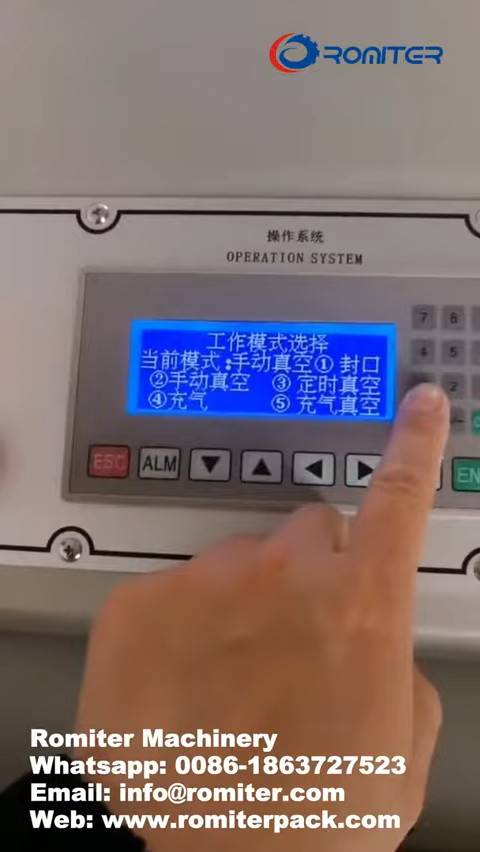 ROMITER
操作系统
OPERATION SYSTEM
工作模式选择
当前模式:手动真空① 封口
②手动真空 ③ 定时真空
④充气 ⑤ 充气真空
7 8
4 5
2
ESC ALM ▼ ▲ ◀ ▶ EN
Romiter Machinery
Whatsapp: 0086-18637275223
Email: info@romiter.com
Web: www.romiterpack.com